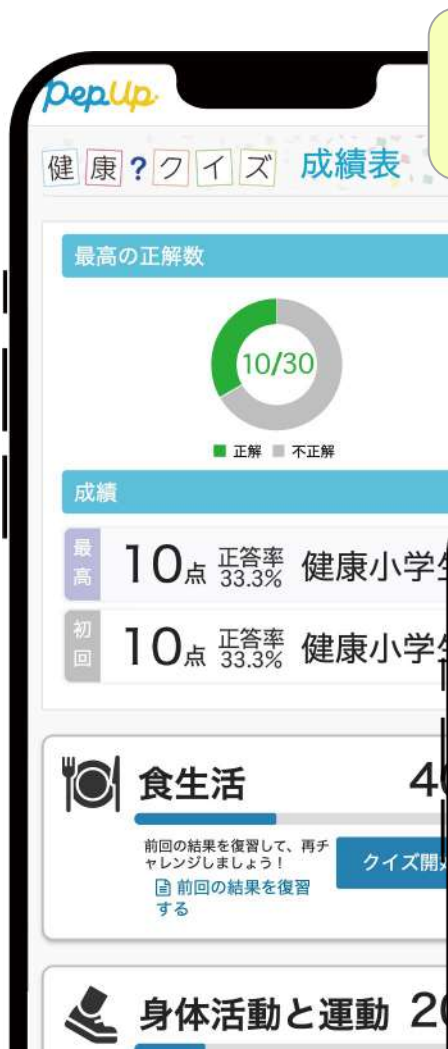 PepUp
健康?クイズ 成績表
最高の正解数
10/30
正解 不正解
成績
最高 10点 正答率 33.3% 健康小学
初回 10点 正答率 33.3% 健康小学
食生活 4
前回の結果を復習して、再チ
ャレンジしましょう!
クイズ開
前回の結果を復習
する
身体活動と運動 2